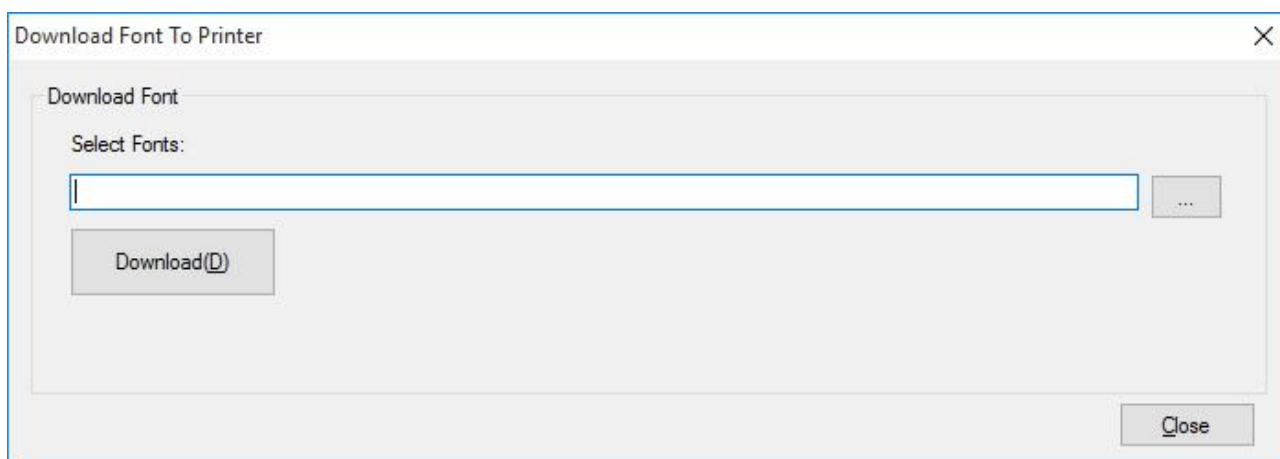 Download Font To Printer
Download Font
Select Fonts:
...
Download(D)
Close